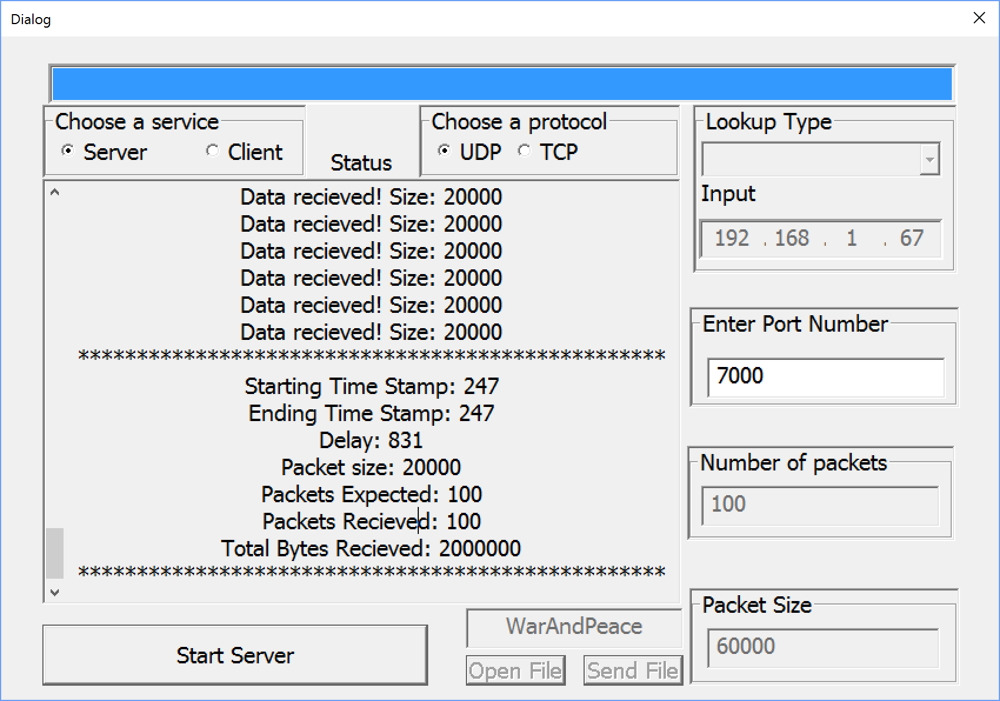 Dialog
Choose a service
Server Client
Status
Choose a protocol
UDP TCP
Lookup Type
Input
192 . 168 . 1 . 67
Data recieved! Size: 20000
Data recieved! Size: 20000
Data recieved! Size: 20000
Data recieved! Size: 20000
Data recieved! Size: 20000
Data recieved! Size: 20000
**************************************************
Starting Time Stamp: 247
Ending Time Stamp: 247
Delay: 831
Packet size: 20000
Packets Expected: 100
Packets Recieved: 100
Total Bytes Recieved: 2000000
**************************************************
Enter Port Number
7000
Number of packets
100
Packet Size
60000
Start Server
WarAndPeace
Open File Send File